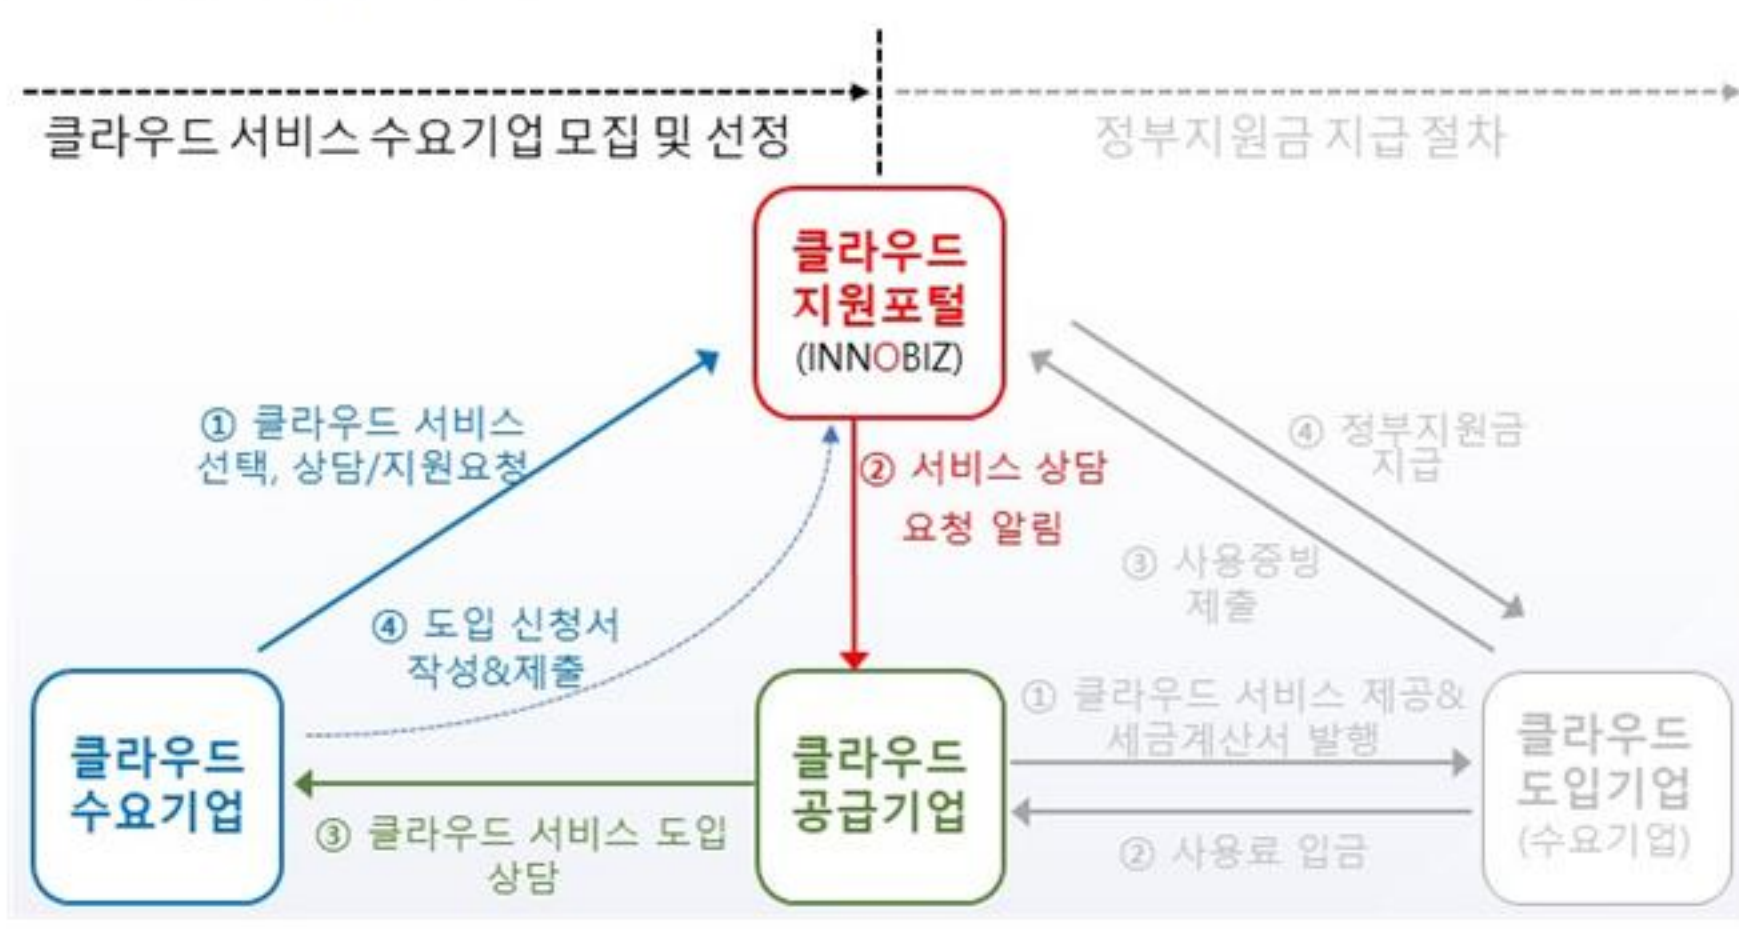 클라우드 서비스 수요기업 모집 및 선정
정부지원금 지급 절차
클라우드
지원포털
(INNOBIZ)
① 클라우드 서비스
선택, 상담/지원요청
② 서비스 상담
요청 알림
④ 정부지원금
지급
③ 사용증빙
제출
④ 도입 신청서
작성&제출
클라우드
수요기업
③ 클라우드 서비스 도입
상담
클라우드
공급기업
① 클라우드 서비스 제공&
세금계산서 발행
② 사용료 입금
클라우드
도입기업
(수요기업)